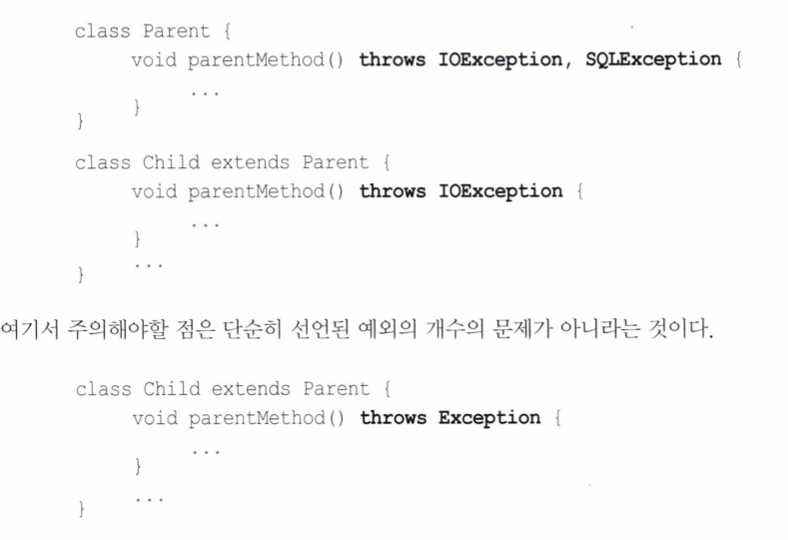 class Parent {
void parentMethod() throws IOException, SQLException {
...
}
}
class Child extends Parent {
void parentMethod() throws IOException {
...
}
...
}
여기서 주의해야할 점은 단순히 선언된 예외의 개수의 문제가 아니라는 것이다.
class Child extends Parent {
void parentMethod() throws Exception {
...
}
...
}